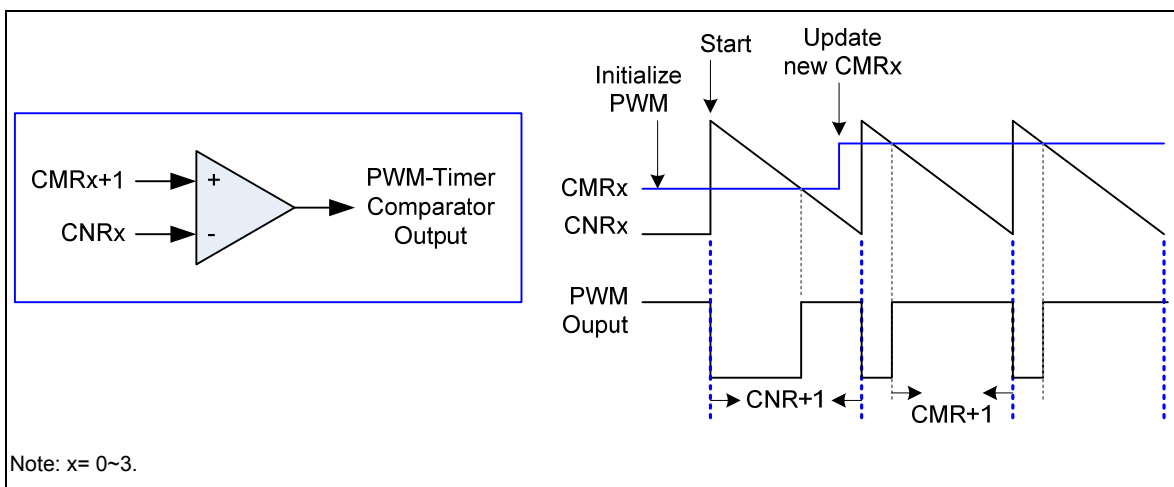 CMRx+1
CNRx
+
-
PWM-Timer
Comparator
Output
Start
Update
new CMRx
Initialize
PWM
CMRx
CNRx
PWM
Ouput
CNR+1
CMR+1
Note: x= 0~3.